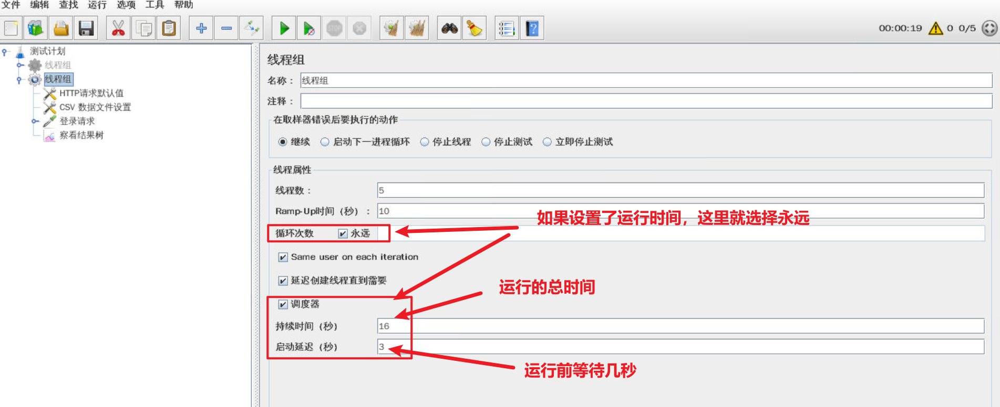 文件 编辑 查找 运行 选项 工具 帮助
STOP
00:00:19 0 0/5
测试计划
线程组
线程组
HTTP请求默认值
CSV 数据文件设置
登录请求
察看结果树
线程组
名称： 线程组
注释：
在取样器错误后要执行的动作
继续 启动下一进程循环 停止线程 停止测试 立即停止测试
线程属性
线程数： 5
Ramp-Up时间（秒）： 10
如果设置了运行时间，这里就选择永远
循环次数 永远
Same user on each iteration
延迟创建线程直到需要
运行的总时间
调度器
持续时间（秒） 16
启动延迟（秒） 3
运行前等待几秒